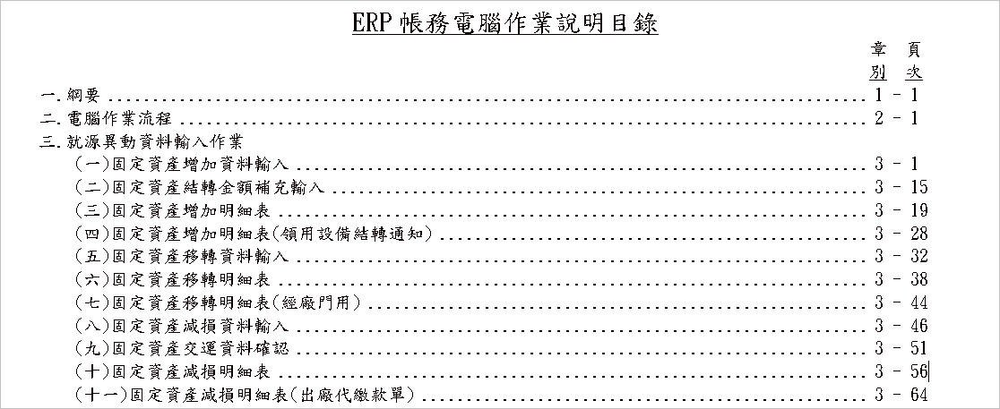 ERP 帳務電腦作業說明目錄
章 頁
別 次
一.綱要 ........................................................................................ 1 - 1
二.電腦作業流程 ................................................................................ 2 - 1
三.就源異動資料輸入作業
(一)固定資產增加資料輸入 ................................................................ 3 - 1
(二)固定資產結轉金額補充輸入 ............................................................ 3 - 15
(三)固定資產增加明細表 .................................................................. 3 - 19
(四)固定資產增加明細表(領用設備結轉通知) ................................................ 3 - 28
(五)固定資產移轉資料輸入 ................................................................ 3 - 32
(六)固定資產移轉明細表 .................................................................. 3 - 38
(七)固定資產移轉明細表(經廠門用) ........................................................ 3 - 44
(八)固定資產減損資料輸入 ................................................................ 3 - 46
(九)固定資產交運資料確認 ................................................................ 3 - 51
(十)固定資產減損明細表 .................................................................. 3 - 56
(十一)固定資產減損明細表(出廠代繳款單) .................................................. 3 - 64